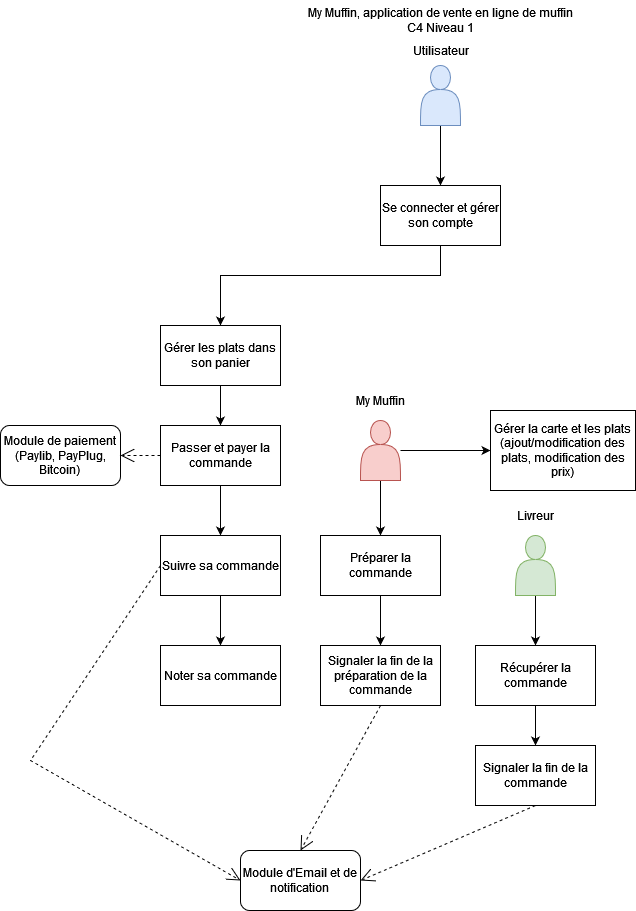 My Muffin, application de vente en ligne de muffin
C4 Niveau 1
Utilisateur
Se connecter et gérer
son compte
Gérer les plats dans
son panier
My Muffin
Gérer la carte et les plats
(ajout/modification des
plats, modification des
prix)
Module de paiement
(Paylib, PayPlug,
Bitcoin)
Passer et payer la
commande
Livreur
Suivre sa commande
Préparer la
commande
Noter sa commande
Signaler la fin de la
préparation de la
commande
Récupérer la
commande
Signaler la fin de la
commande
Module d'Email et de
notification